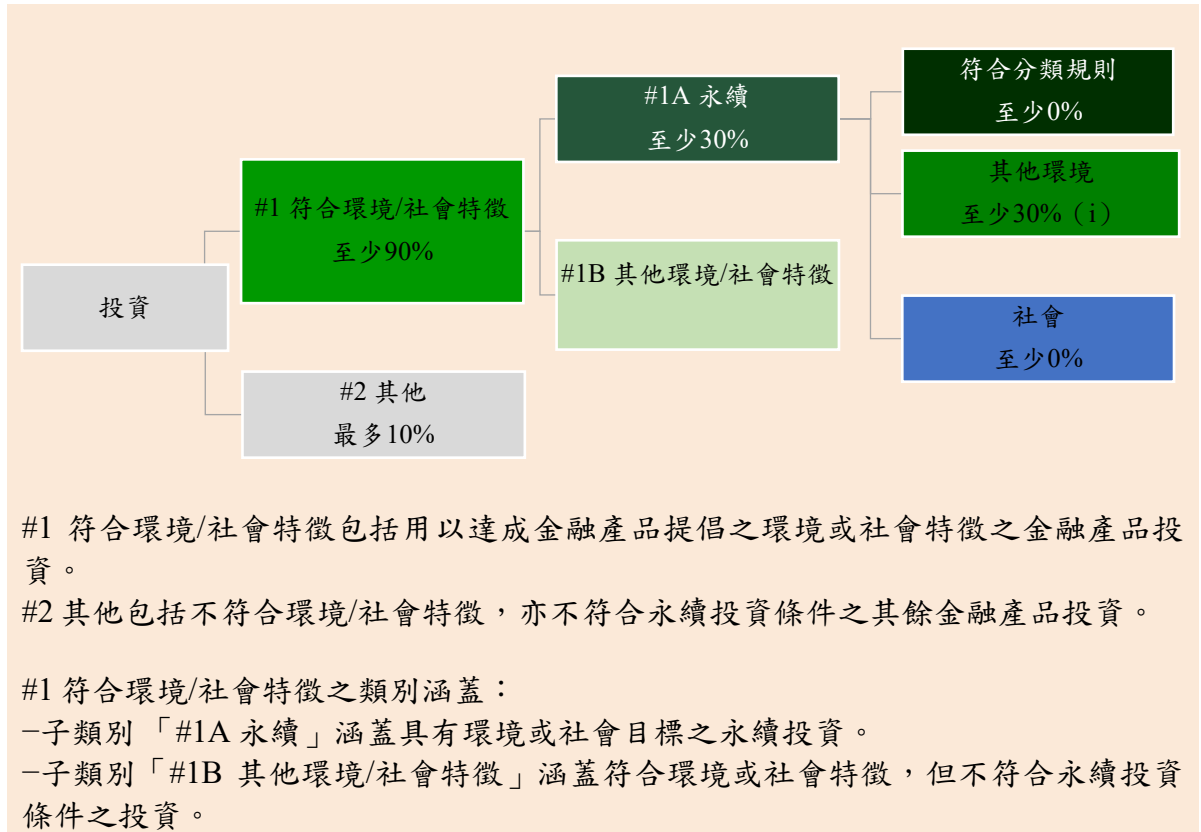 符合分類規則
至少0%
#1A 永續
至少30%
其他環境
至少30%（i）
#1 符合環境/社會特徵
至少90%
#1B 其他環境/社會特徵
投資
社會
至少0%
#2 其他
最多10%
#1 符合環境/社會特徵包括用以達成金融產品提倡之環境或社會特徵之金融產品投
資。
#2 其他包括不符合環境/社會特徵，亦不符合永續投資條件之其餘金融產品投資。
#1 符合環境/社會特徵之類別涵蓋：
−子類別「#1A 永續」涵蓋具有環境或社會目標之永續投資。
−子類別「#1B 其他環境/社會特徵」涵蓋符合環境或社會特徵，但不符合永續投資
條件之投資。